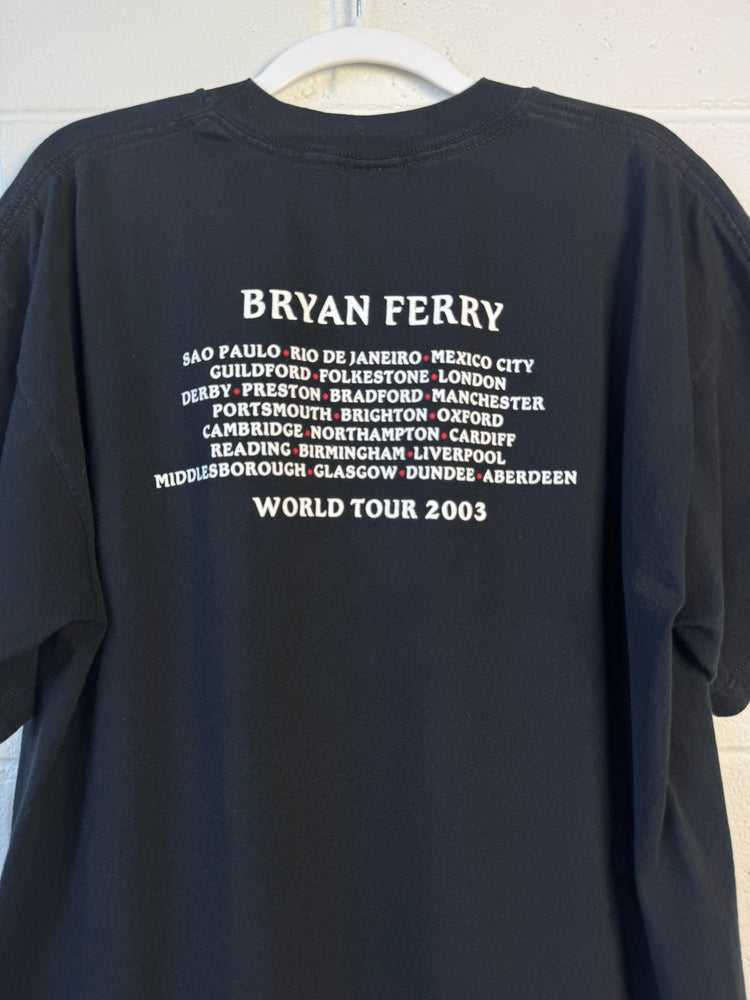 BRYAN FERRY
SAO PAULO•RIO DE JANEIRO•MEXICO CITY
GUILDFORD•FOLKESTONE•LONDON
DERBY•PRESTON•BRADFORD•MANCHESTER
PORTSMOUTH•BRIGHTON•OXFORD
CAMBRIDGE•NORTHAMPTON•CARDIFF
READING•BIRMINGHAM•LIVERPOOL
MIDDLESBOROUGH•GLASGOW•DUNDEE•ABERDEEN
WORLD TOUR 2003